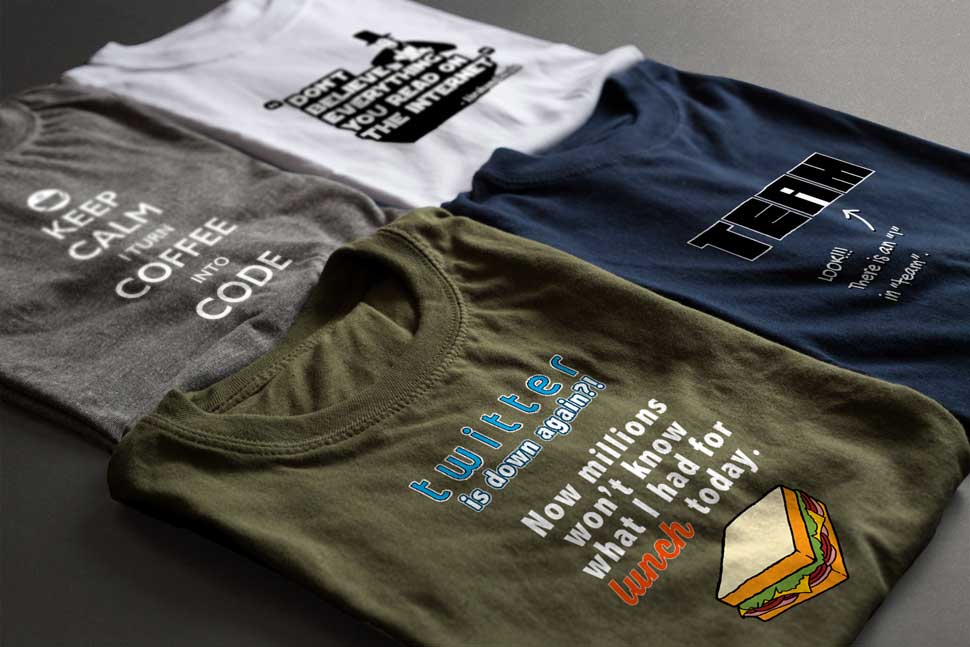 " DON'T
BELIEVE
EVERYTHING
YOU READ ON
THE INTERNET"
KEEP
CALM
I TURN
COFFEE
INTO
CODE
TEAM
i
LOOK!!!
There is an "i"
in "team".
twitter
is down again?!
Now millions
won't know
what I had for
lunch today.